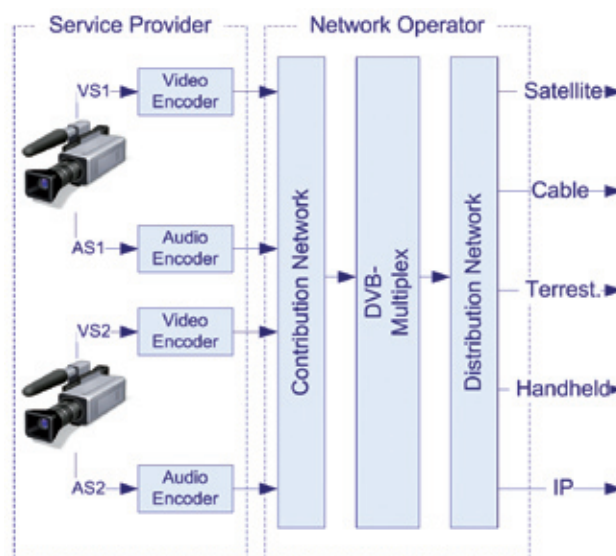 Service Provider
Network Operator
VS1
Video
Encoder
AS1
Audio
Encoder
VS2
Video
Encoder
AS2
Audio
Encoder
Contribution Network
DVB-
Multiplex
Distribution Network
Satellite
Cable
Terrest.
Handheld
IP